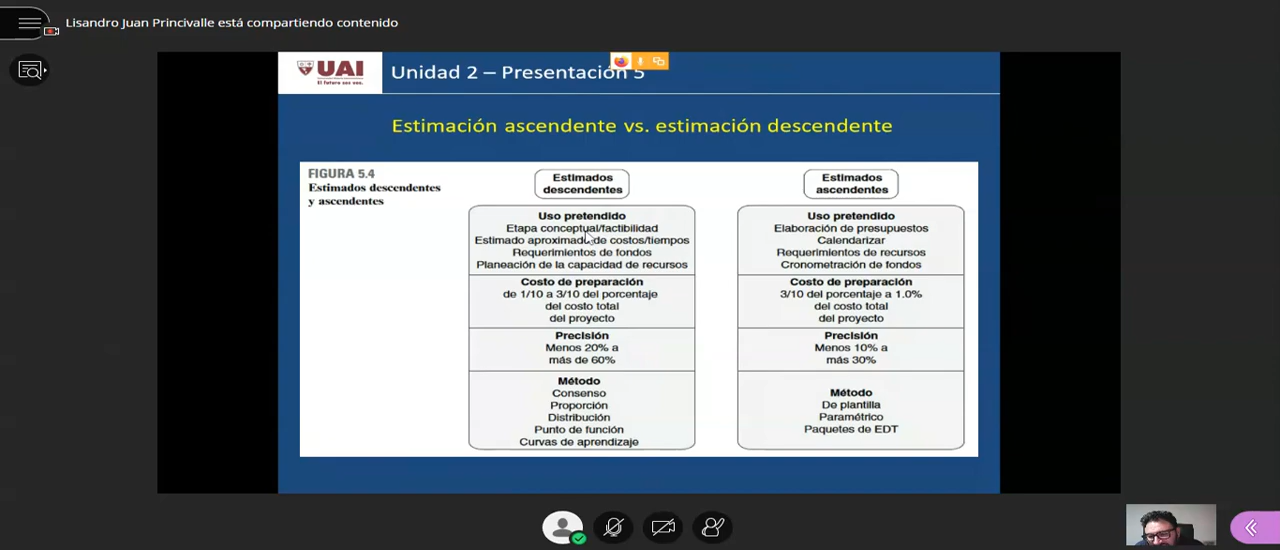 Lisandro Juan Princivalle está compartiendo contenido
UAI
El futuro sos vos.
Unidad 2 – Presentación 5
Estimación ascendente vs. estimación descendente
FIGURA 5.4
Estimados descendentes
y ascendentes
Estimados
descendentes
Uso pretendido
Etapa conceptual/factibilidad
Estimado aproximado de costos/tiempos
Requerimientos de fondos
Planeación de la capacidad de recursos
Costo de preparación
de 1/10 a 3/10 del porcentaje
del costo total
del proyecto
Precisión
Menos 20% a
más de 60%
Método
Consenso
Proporción
Distribución
Punto de función
Curvas de aprendizaje
Estimados
ascendentes
Uso pretendido
Elaboración de presupuestos
Calendarizar
Requerimientos de recursos
Cronometración de fondos
Costo de preparación
3/10 del porcentaje a 1.0%
del costo total
del proyecto
Precisión
Menos 10% a
más 30%
Método
De plantilla
Paramétrico
Paquetes de EDT